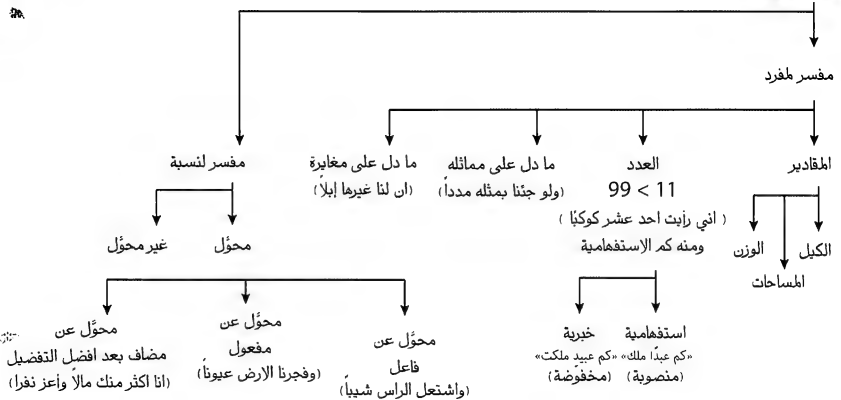 مفسر لمفرد
المقادير
العدد
ما دل على مماثله
ما دل على مغايرة
مفسر لنسبة
11 > 99
(ولو جئنا بمثله مدداً)
(ان لنا غيرها إبلاً)
( اني رأيت احد عشر كوكبًا )
ومنه كم الإستفهامية
الكيل
الوزن
المساحات
محوَّل
غير محوَّل
استفهامية
«كم عبدًا ملك»
(منصوبة)
خبرية
«كم عبيدٍ ملكت»
(مخفوضة)
محوَّل عن
فاعل
(واشتعل الراس شيباً)
محوَّل عن
مفعول
(وفجرنا الارض عيوناً)
محوَّل عن
مضاف بعد افضل التفضيل
(انا اكثر منك مالاً وأعز نفرا)